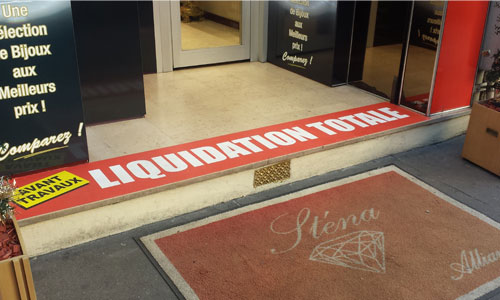 Une
sélection
de Bijoux
aux
Meilleurs
prix !
Comparez !
de Bijoux
aux
Meilleurs
prix !
Comparez !
AVANT
TRAVAUX
LIQUIDATION TOTALE
Sténa